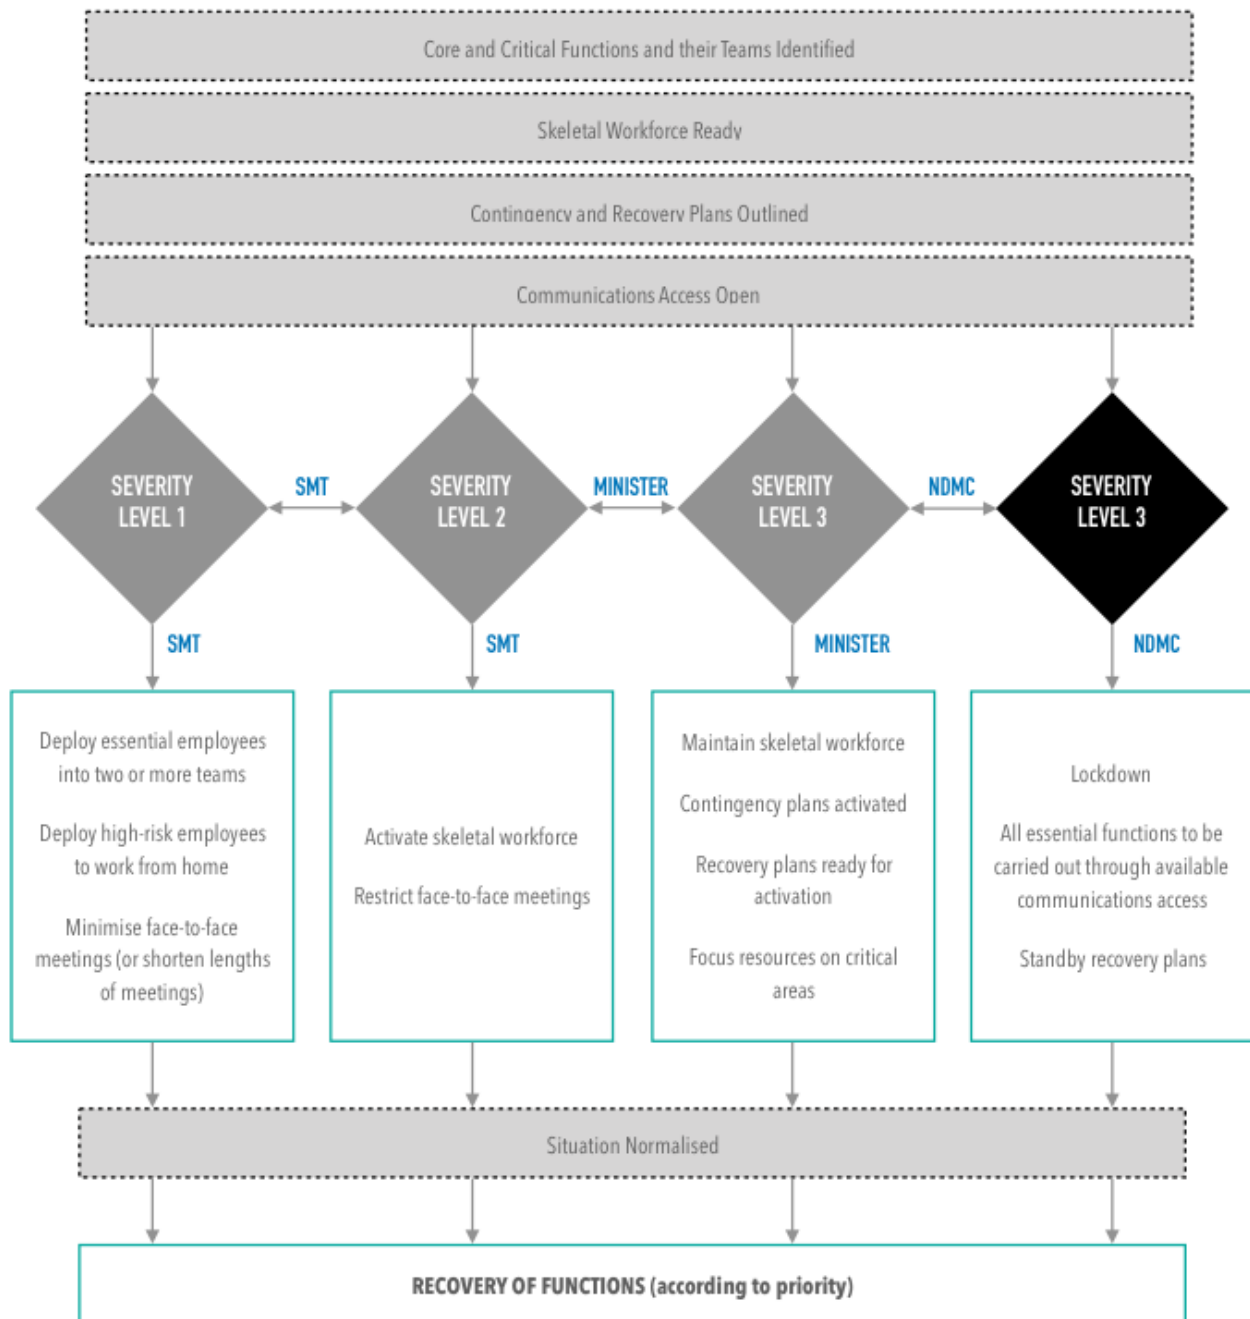 Core and Critical Functions and their Teams Identified
Skeletal Workforce Ready
Contingency and Recovery Plans Outlined
Communications Access Open
SEVERITY
LEVEL 1
SMT
SEVERITY
LEVEL 2
MINISTER
SEVERITY
LEVEL 3
NDMC
SEVERITY
LEVEL 3
SMT
SMT
MINISTER
NDMC
Deploy essential employees
into two or more teams
Deploy high-risk employees
to work from home
Minimise face-to-face
meetings (or shorten lengths
of meetings)
Activate skeletal workforce
Restrict face-to-face meetings
Maintain skeletal workforce
Contingency plans activated
Recovery plans ready for
activation
Focus resources on critical
areas
Lockdown
All essential functions to be
carried out through available
communications access
Standby recovery plans
Situation Normalised
RECOVERY OF FUNCTIONS (according to priority)